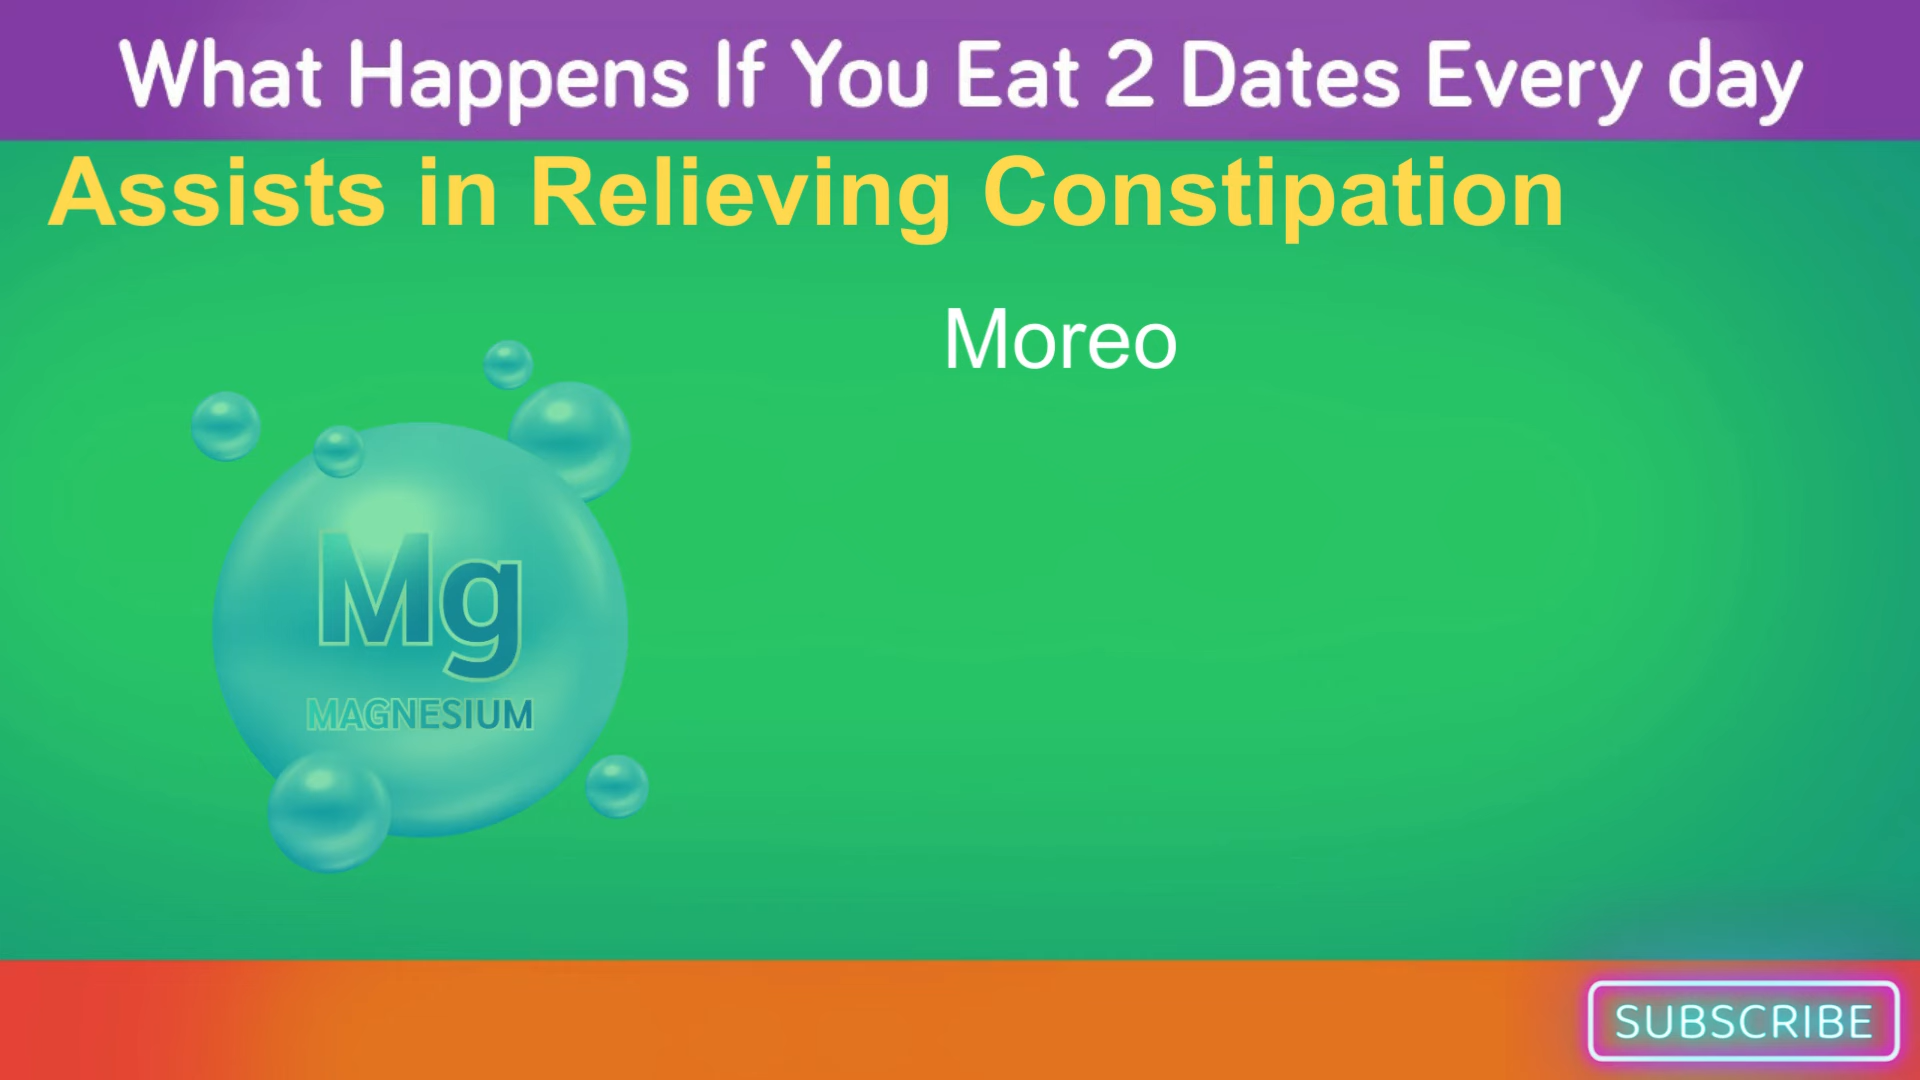 What Happens If You Eat 2 Dates Every day
Assists in Relieving Constipation
Moreo
Mg
MAGNESIUM
SUBSCRIBE